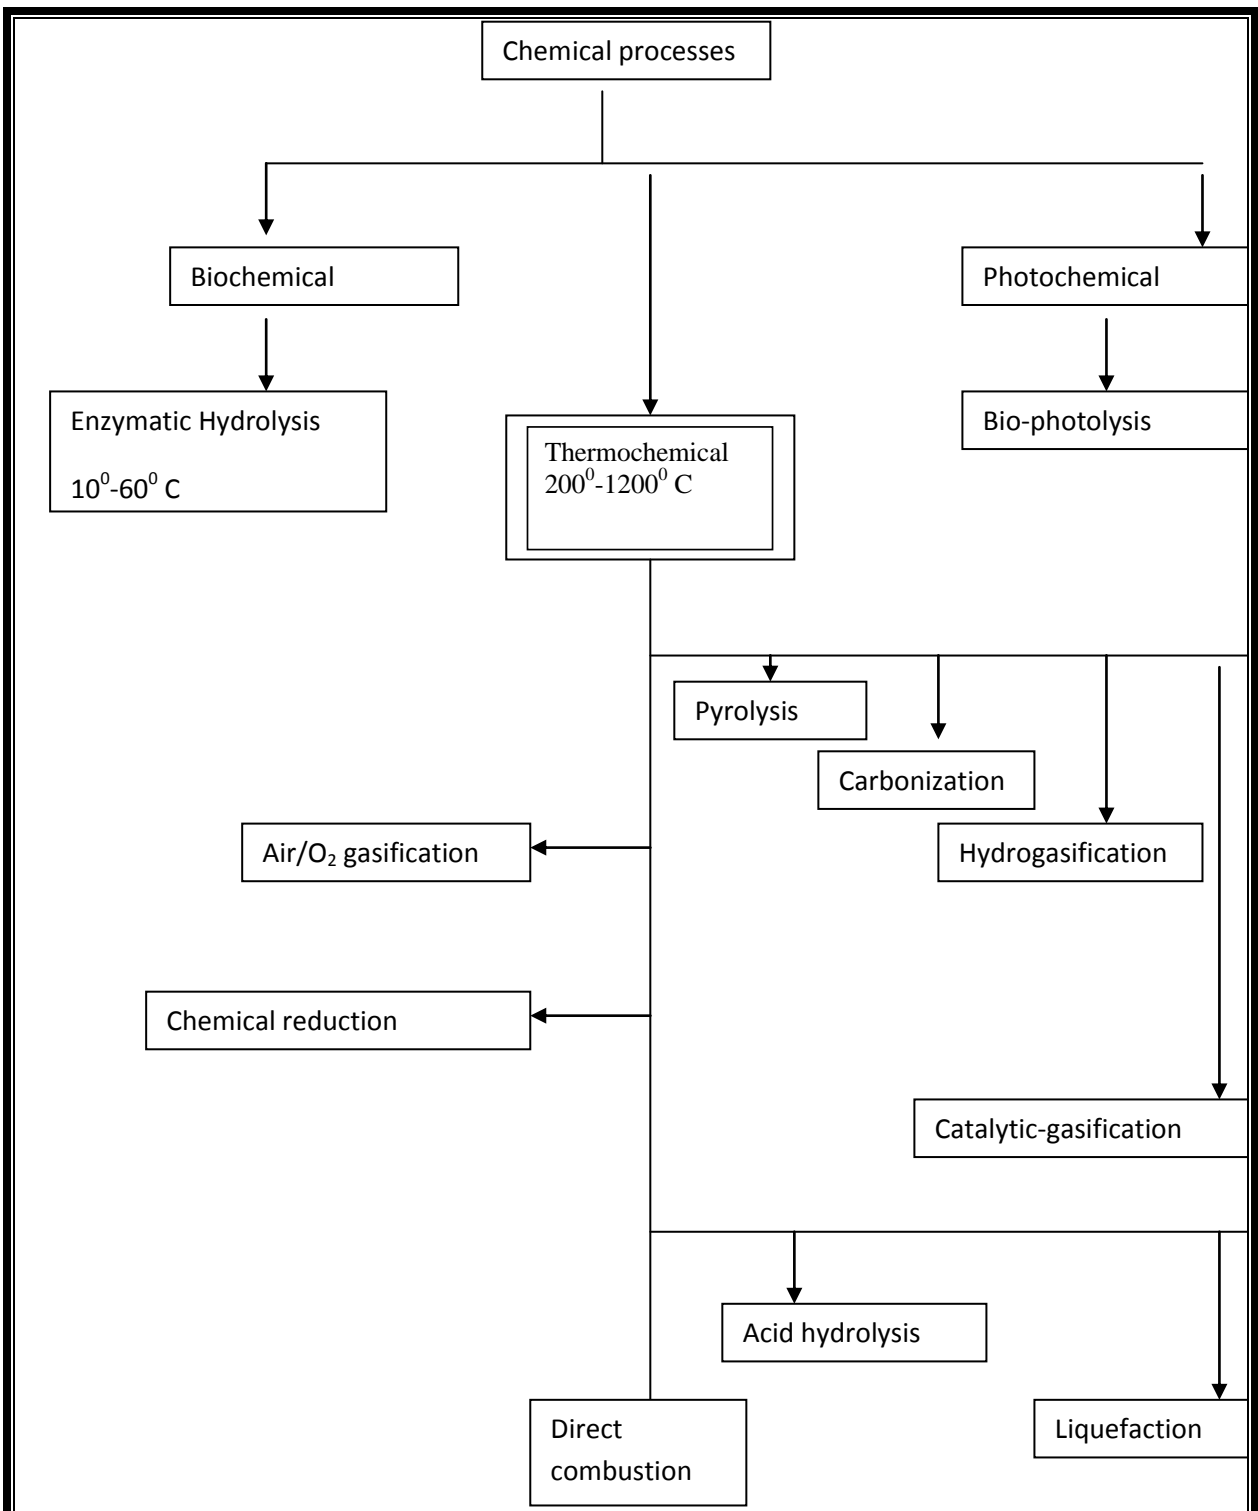 Chemical processes
Biochemical
Photochemical
Enzymatic Hydrolysis
10⁰-60⁰ C
Bio-photolysis
Thermochemical
200⁰-1200⁰ C
Pyrolysis
Carbonization
Air/O₂ gasification
Hydrogasification
Chemical reduction
Catalytic-gasification
Acid hydrolysis
Direct
combustion
Liquefaction